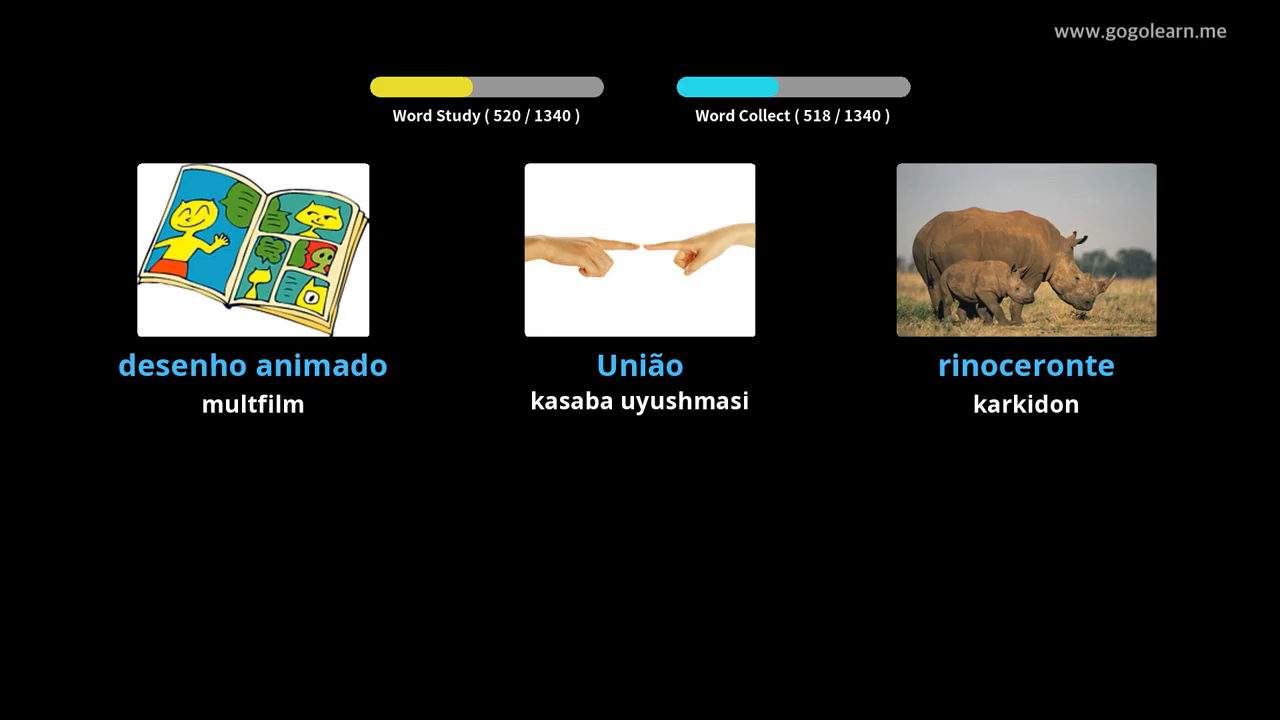 www.gogolearn.me
Word Study ( 520 / 1340 )
Word Collect ( 518 / 1340 )
desenho animado
multfilm
União
kasaba uyushmasi
rinoceronte
karkidon